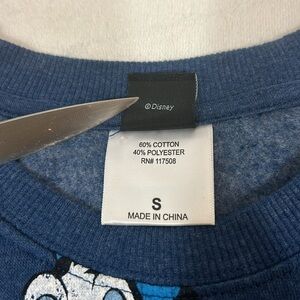 ©Disney
60% COTTON
40% POLYESTER
RN# 117508
S
MADE IN CHINA